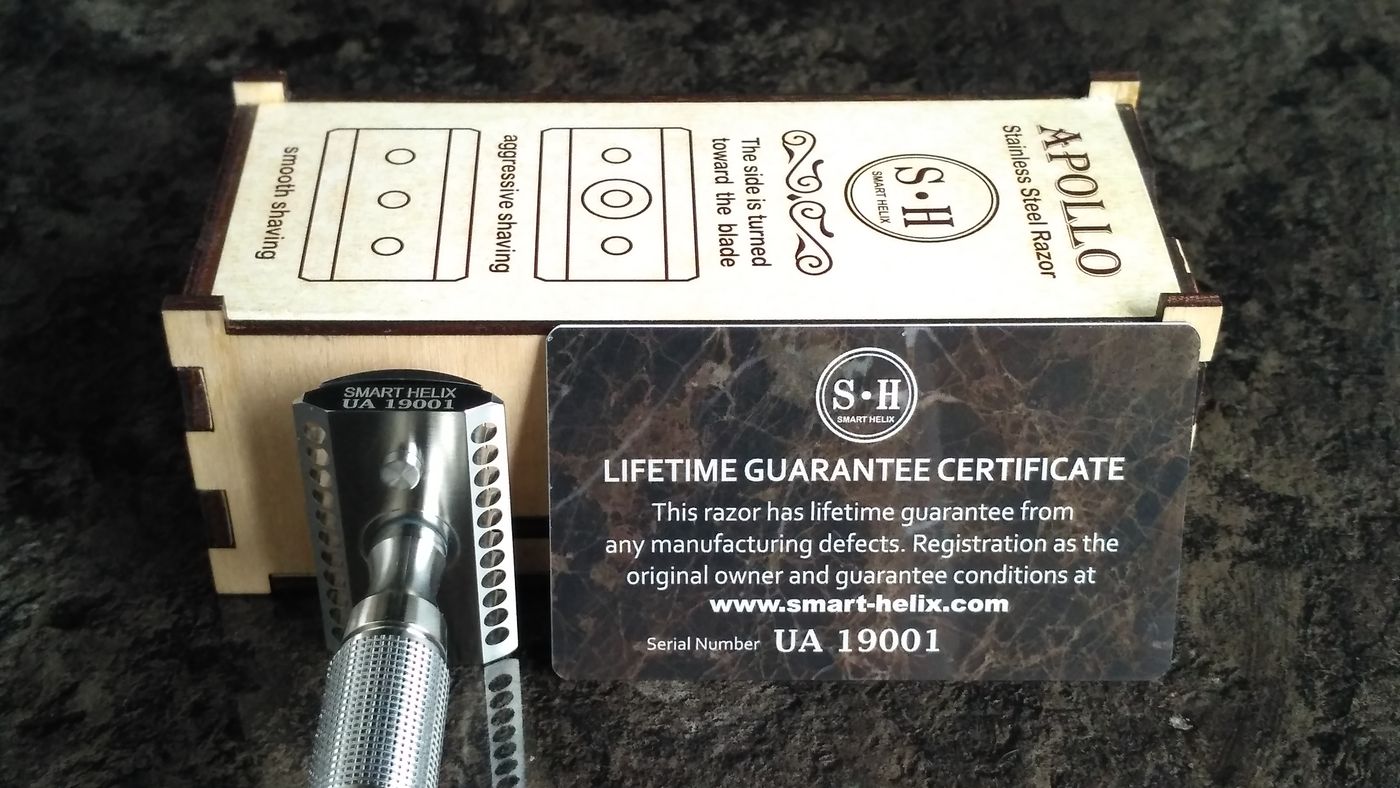 APOLLO
Stainless Steel Razor
S·H
SMART HELIX
The side is turned
toward the blade
aggressive shaving
smooth shaving
SMART HELIX
UA 19001
S·H
SMART HELIX
LIFETIME GUARANTEE CERTIFICATE
This razor has lifetime guarantee from
any manufacturing defects. Registration as the
original owner and guarantee conditions at
www.smart-helix.com
Serial Number UA 19001